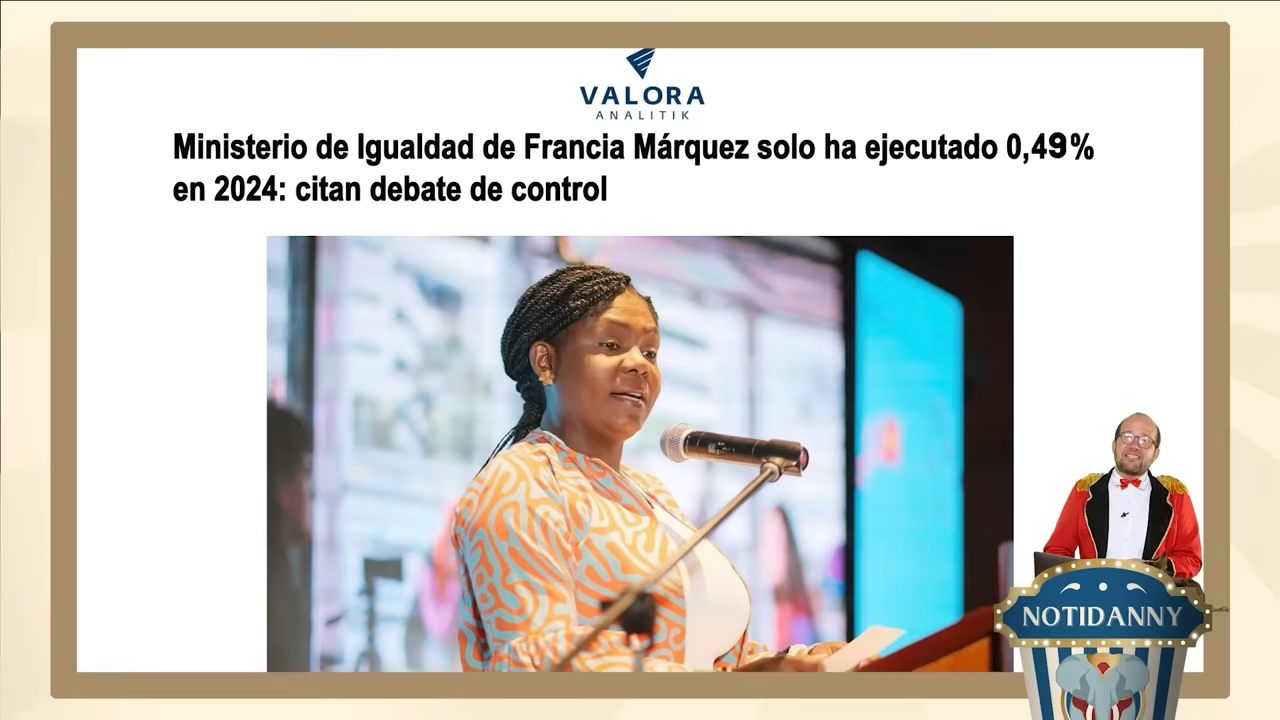 VALORA
ANALITIK
Ministerio de Igualdad de Francia Márquez solo ha ejecutado 0,49%
en 2024: citan debate de control
NOTIDANNY